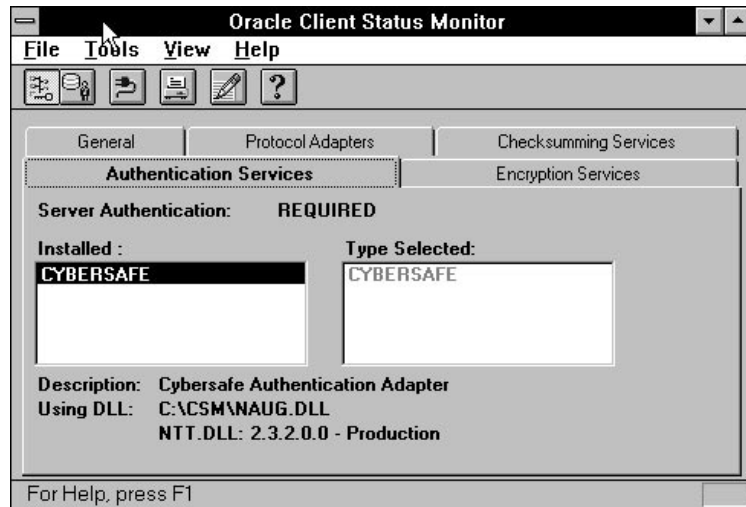 Oracle Client Status Monitor
File Tools View Help
?
General Protocol Adapters Checksumming Services
Authentication Services Encryption Services
Server Authentication: REQUIRED
Installed : Type Selected:
CYBERSAFE CYBERSAFE
Description: Cybersafe Authentication Adapter
Using DLL: C:\CSM\NAUG.DLL
NTT.DLL: 2.3.2.0.0 - Production
For Help, press F1